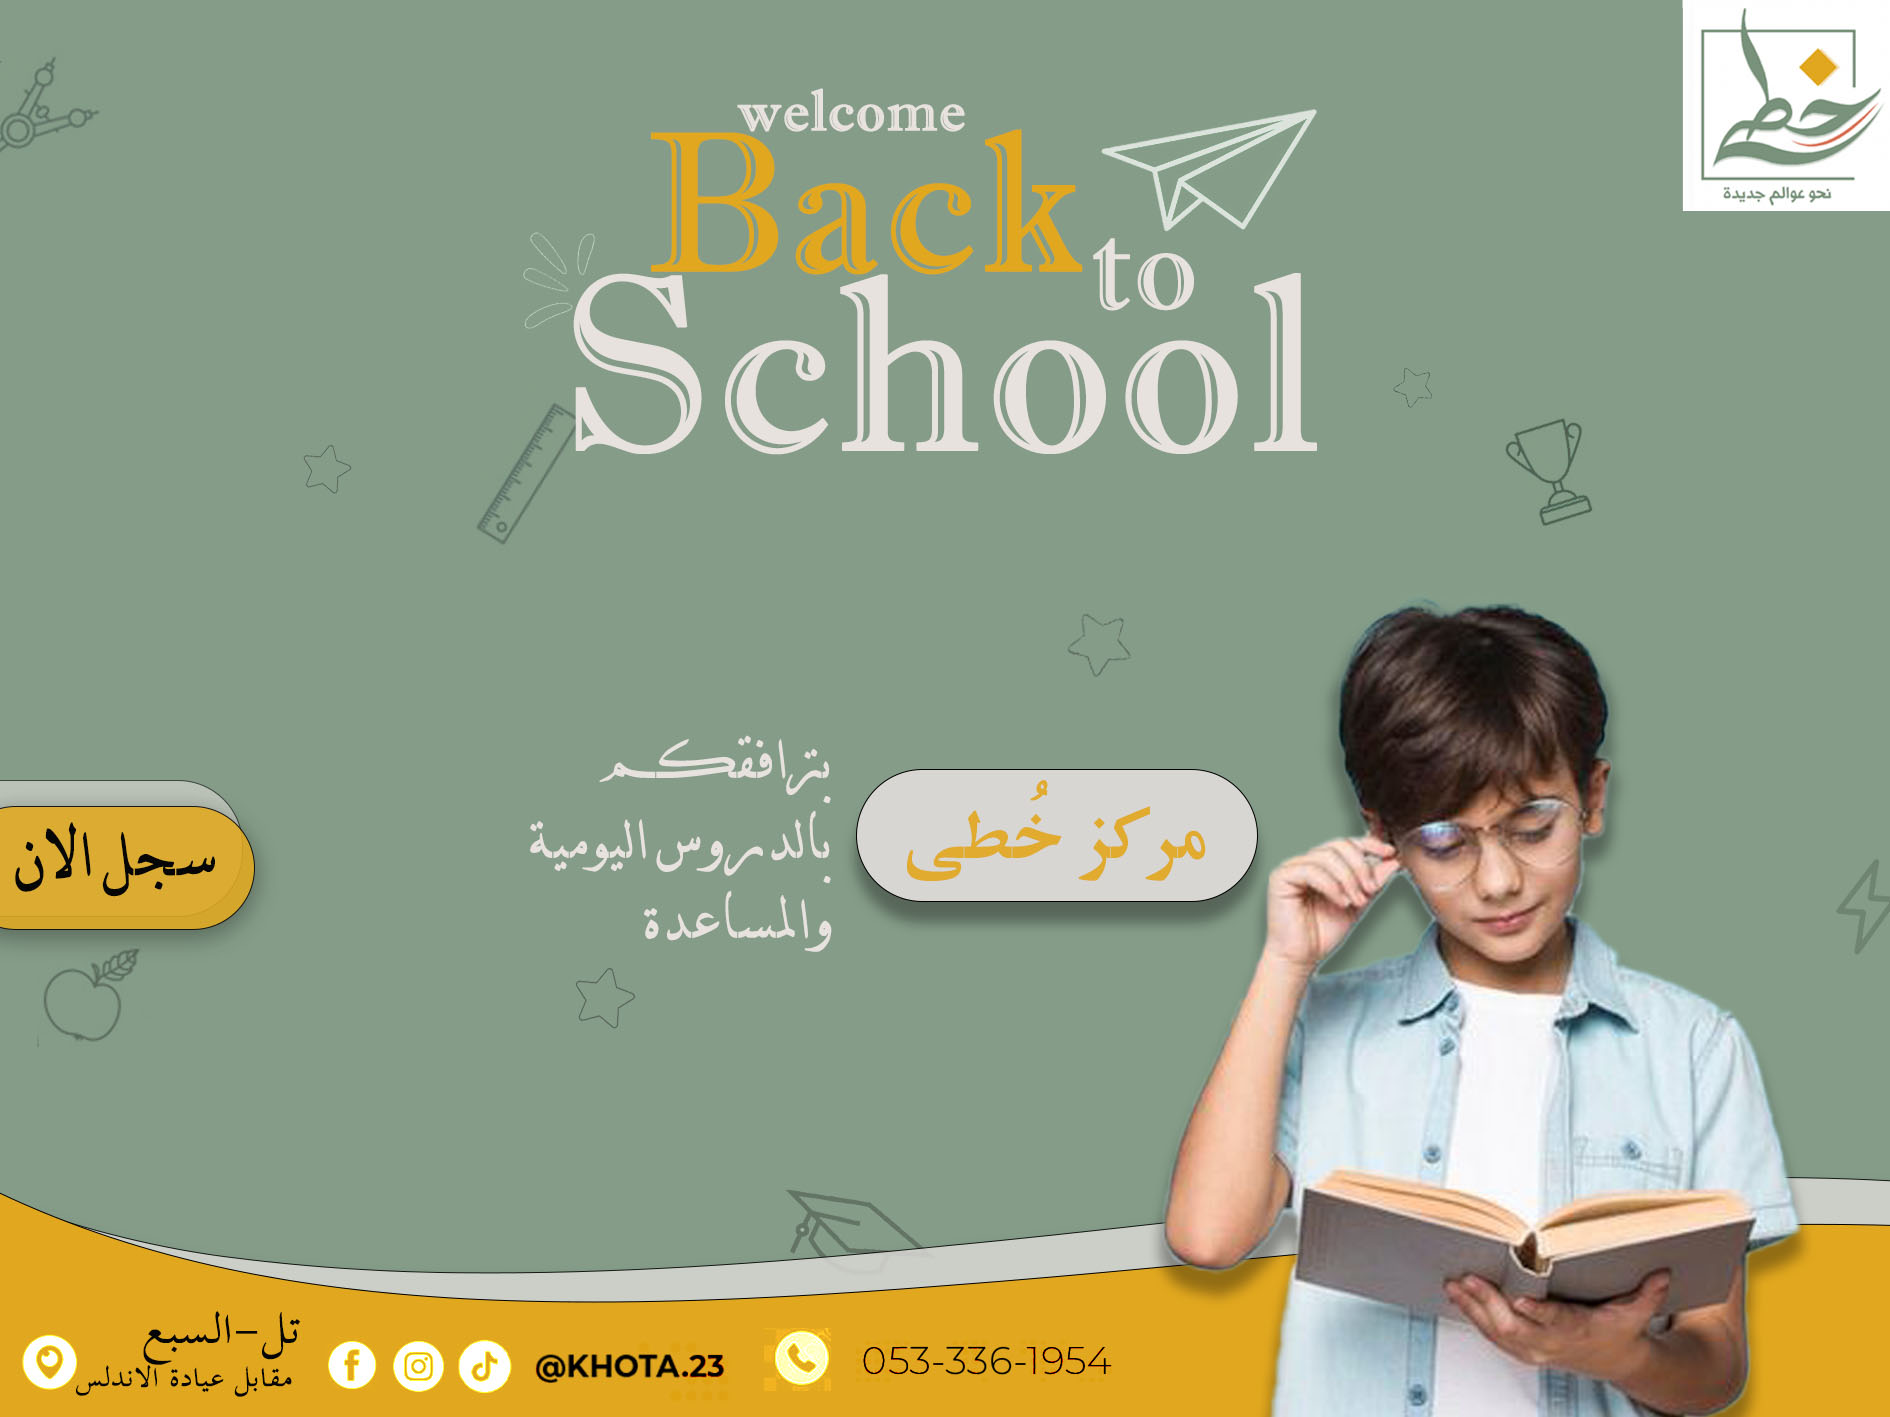 خطى
نحو عوالم جديدة
welcome
Back
to
School
مركز خُطى
بترافقكم
بالدروس اليومية
والمساعدة
سجل الان
تل-السبع
مقابل عيادة الاندلس
@KHOTA.23
053-336-1954